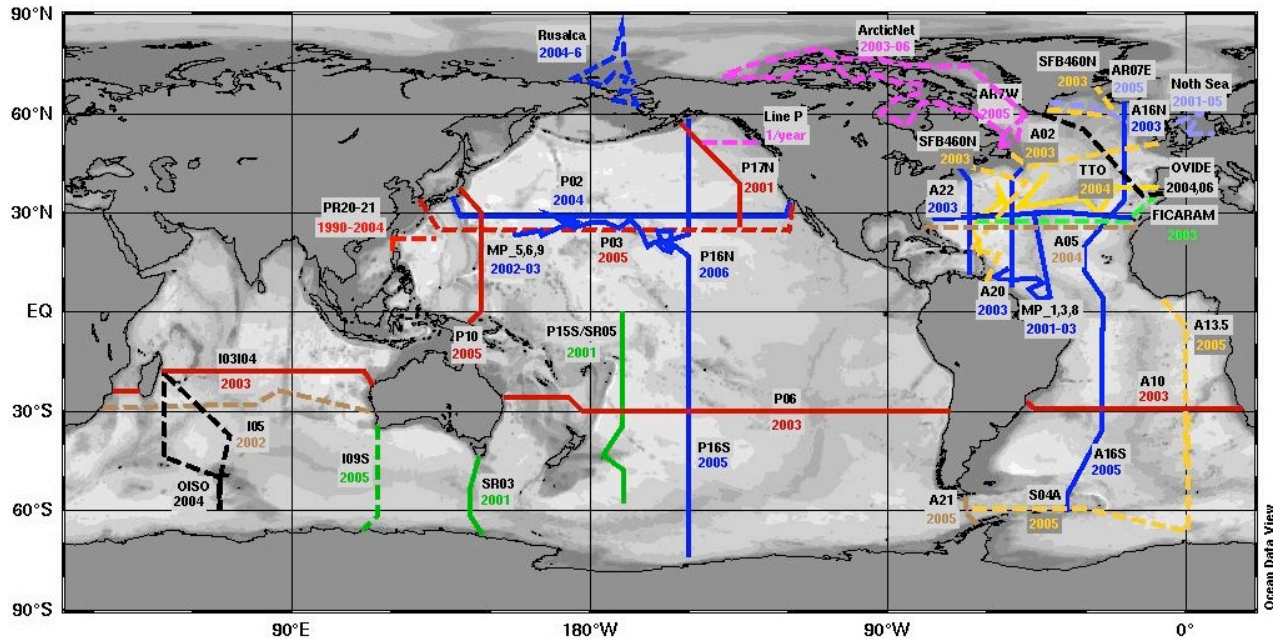 90°N
60°N
30°N
EQ
30°S
60°S
90°S
90°E
180°W
90°W
0°
Rusalca
2004-6
ArcticNet
2003-06
SFB460N
2003
AR07E
2005
Noth Sea
2001-05
AR7W
2005
A16N
2003
Line P
1/year
A02
2003
SFB460N
2003
P17N
2001
TTO
2004
OVIDE
2004,06
P02
2004
A22
2003
PR20-21
1990-2004
FICARAM
2003
MP_5,6,9
2002-03
P03
2005
P16N
2006
A05
2004
A20
2003
MP_1,3,8
2001-03
P10
2005
P15S/SR05
2001
A13.5
2005
I03I04
2003
P06
2003
A10
2003
I05
2002
I09S
2005
P16S
2005
A16S
2005
OISO
2004
SR03
2001
A21
2005
S04A
2005
Ocean Data View